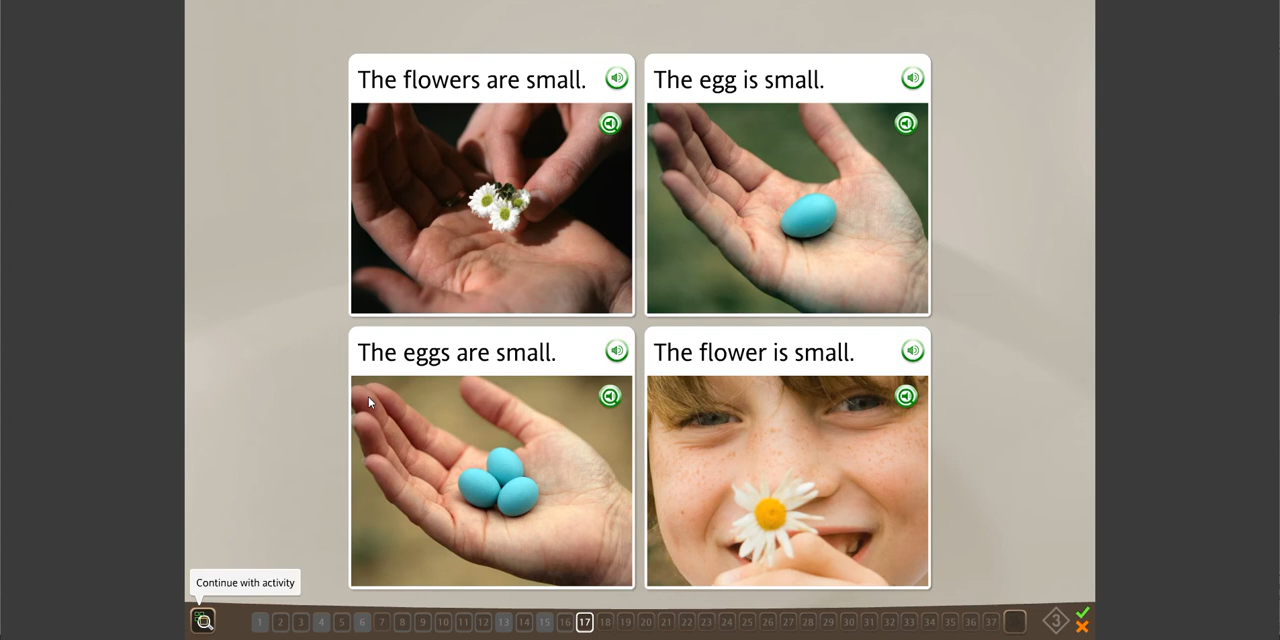 The flowers are small.
The egg is small.
The eggs are small.
The flower is small.
Continue with activity
1 2 3 4 5 6 7 8 9 10 11 12 13 14 15 16 17 18 19 20 21 22 23 24 25 26 27 28 29 30 31 32 33 34 35 36 37
3